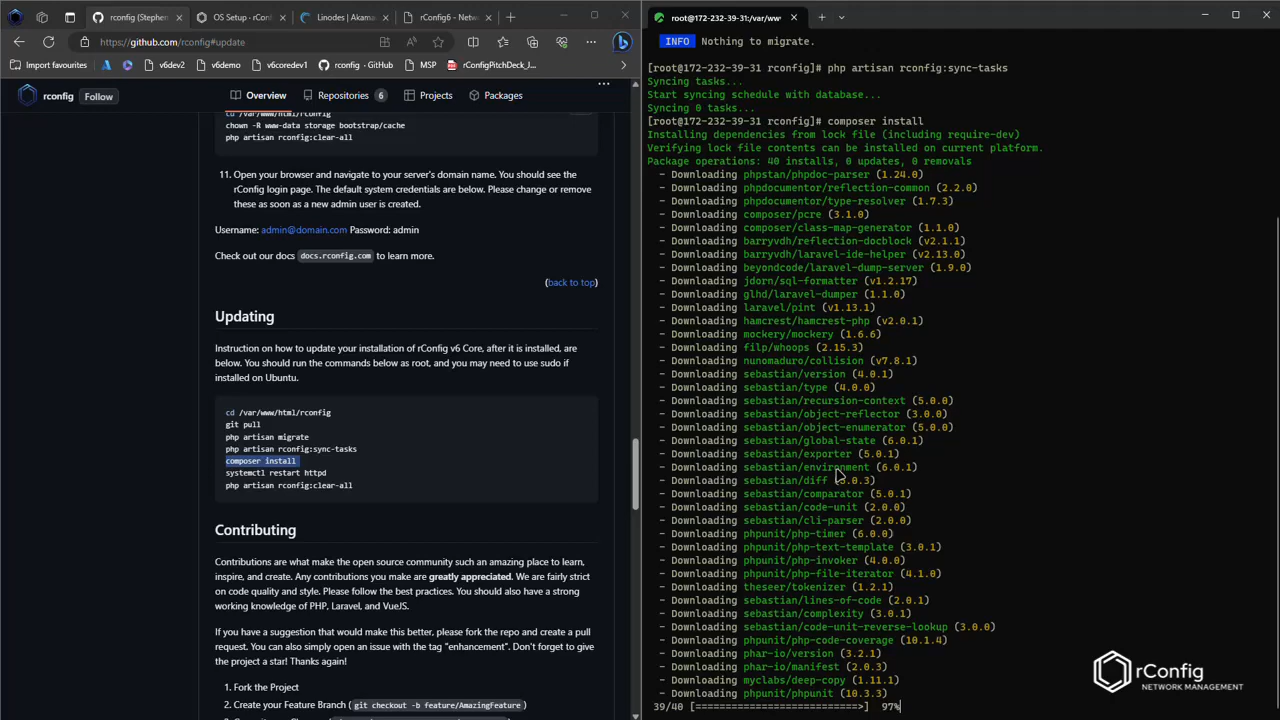 rconfig (Stephen
OS Setup - rConf
Linodes | Akama
rConfig6 - Netw
https://github.com/rconfig#update
Import favourites
v6dev2
v6demo
v6coredev1
rconfig · GitHub
MSP
rConfigPitchDeck_J...
rconfig
Follow
Overview
Repositories 6
Projects
Packages
cd /var/www/html/rconfig
chown -R www-data storage bootstrap/cache
php artisan rconfig:clear-all
11. Open your browser and navigate to your server's domain name. You should see the
rConfig login page. The default system credentials are below. Please change or remove
these as soon as a new admin user is created.
Username: admin@domain.com Password: admin
Check out our docs docs.rconfig.com to learn more.
(back to top)
Updating
Instruction on how to update your installation of rConfig v6 Core, after it is installed, are
below. You should run the commands below as root, and you may need to use sudo if
installed on Ubuntu.
cd /var/www/html/rconfig
git pull
php artisan migrate
php artisan rconfig:sync-tasks
composer install
systemctl restart httpd
php artisan rconfig:clear-all
Contributing
Contributions are what make the open source community such an amazing place to learn,
inspire, and create. Any contributions you make are greatly appreciated. We are fairly strict
on code quality and style. Please follow the best practices. You should also have a strong
working knowledge of PHP, Laravel, and VueJS.
If you have a suggestion that would make this better, please fork the repo and create a pull
request. You can also simply open an issue with the tag "enhancement". Don't forget to give
the project a star! Thanks again!
1. Fork the Project
2. Create your Feature Branch ( git checkout -b feature/AmazingFeature )
root@172-232-39-31:/var/ww
INFO Nothing to migrate.
[root@172-232-39-31 rconfig]# php artisan rconfig:sync-tasks
Syncing tasks...
Start syncing schedule with database...
Syncing 0 tasks...
[root@172-232-39-31 rconfig]# composer install
Installing dependencies from lock file (including require-dev)
Verifying lock file contents can be installed on current platform.
Package operations: 40 installs, 0 updates, 0 removals
- Downloading phpstan/phpdoc-parser (1.24.0)
- Downloading phpdocumentor/reflection-common (2.2.0)
- Downloading phpdocumentor/type-resolver (1.7.3)
- Downloading composer/pcre (3.1.0)
- Downloading composer/class-map-generator (1.1.0)
- Downloading barryvdh/reflection-docblock (v2.1.1)
- Downloading barryvdh/laravel-ide-helper (v2.13.0)
- Downloading beyondcode/laravel-dump-server (1.9.0)
- Downloading jdorn/sql-formatter (v1.2.17)
- Downloading glhd/laravel-dumper (1.1.0)
- Downloading laravel/pint (v1.13.1)
- Downloading hamcrest/hamcrest-php (v2.0.1)
- Downloading mockery/mockery (1.6.6)
- Downloading filp/whoops (2.15.3)
- Downloading nunomaduro/collision (v7.8.1)
- Downloading sebastian/version (4.0.1)
- Downloading sebastian/type (4.0.0)
- Downloading sebastian/recursion-context (5.0.0)
- Downloading sebastian/object-reflector (3.0.0)
- Downloading sebastian/object-enumerator (5.0.0)
- Downloading sebastian/global-state (6.0.1)
- Downloading sebastian/exporter (5.0.1)
- Downloading sebastian/environment (6.0.1)
- Downloading sebastian/diff
- Downloading sebastian/comparator (5.0.1)
- Downloading sebastian/code-unit (2.0.0)
- Downloading sebastian/cli-parser (2.0.0)
- Downloading phpunit/php-timer (6.0.0)
- Downloading phpunit/php-text-template (3.0.1)
- Downloading phpunit/php-invoker (4.0.0)
- Downloading phpunit/php-file-iterator (4.1.0)
- Downloading theseer/tokenizer (1.2.1)
- Downloading sebastian/lines-of-code (2.0.1)
- Downloading sebastian/complexity (3.0.1)
- Downloading sebastian/code-unit-reverse-lookup (3.0.0)
- Downloading phpunit/php-code-coverage (10.1.4)
- Downloading phar-io/version (3.2.1)
- Downloading phar-io/manifest (2.0.3)
- Downloading myclabs/deep-copy (1.11.1)
- Downloading phpunit/phpunit (10.3.3)
39/40 [==========================>] 97%
rConfig
NETWORK MANAGEMENT